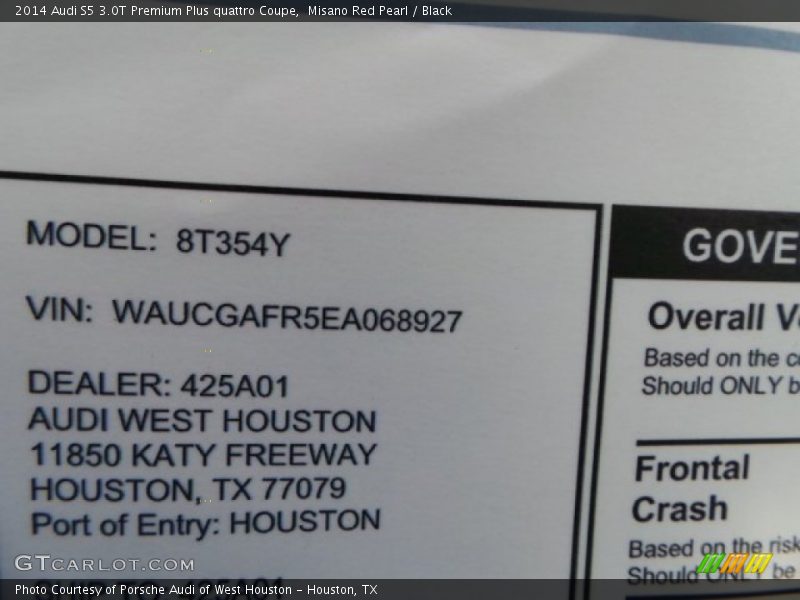 2014 Audi S5 3.0T Premium Plus quattro Coupe, Misano Red Pearl / Black
MODEL: 8T354Y
VIN: WAUCGAFR5EA068927
DEALER: 425A01
AUDI WEST HOUSTON
11850 KATY FREEWAY
HOUSTON, TX 77079
Port of Entry: HOUSTON
GOVE
Overall V
Based on the c
Should ONLY b
Frontal
Crash
Based on the risk
Should ONLY be
GTCARLOT.COM
Photo Courtesy of Porsche Audi of West Houston - Houston, TX